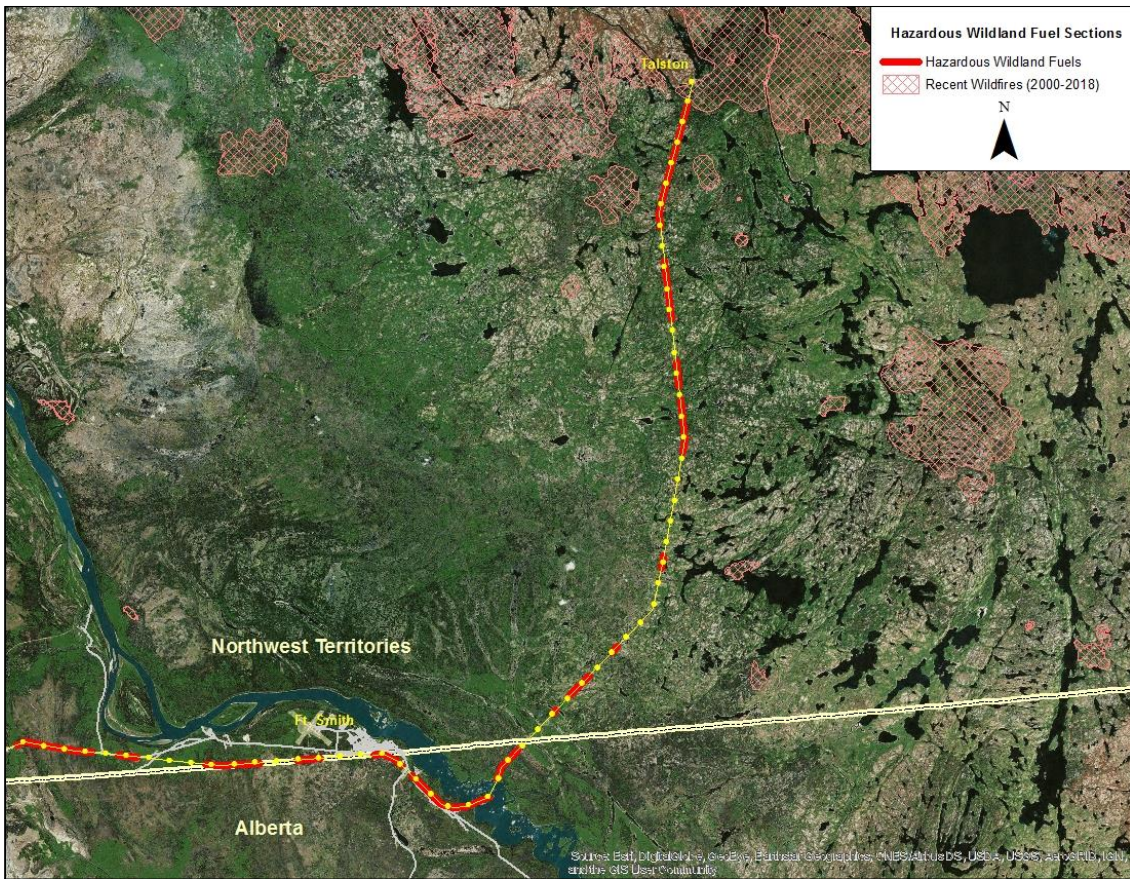 Hazardous Wildland Fuel Sections
Hazardous Wildland Fuels
Recent Wildfires (2000-2018)
N
Talston
Northwest Territories
Ft. Smith
Alberta
Source: Esri, DigitalGlobe, GeoEye, Earthstar Geographics, CNES/Airbus DS, USDA, USGS, AeroGRID, IGN,
and the GIS User Community